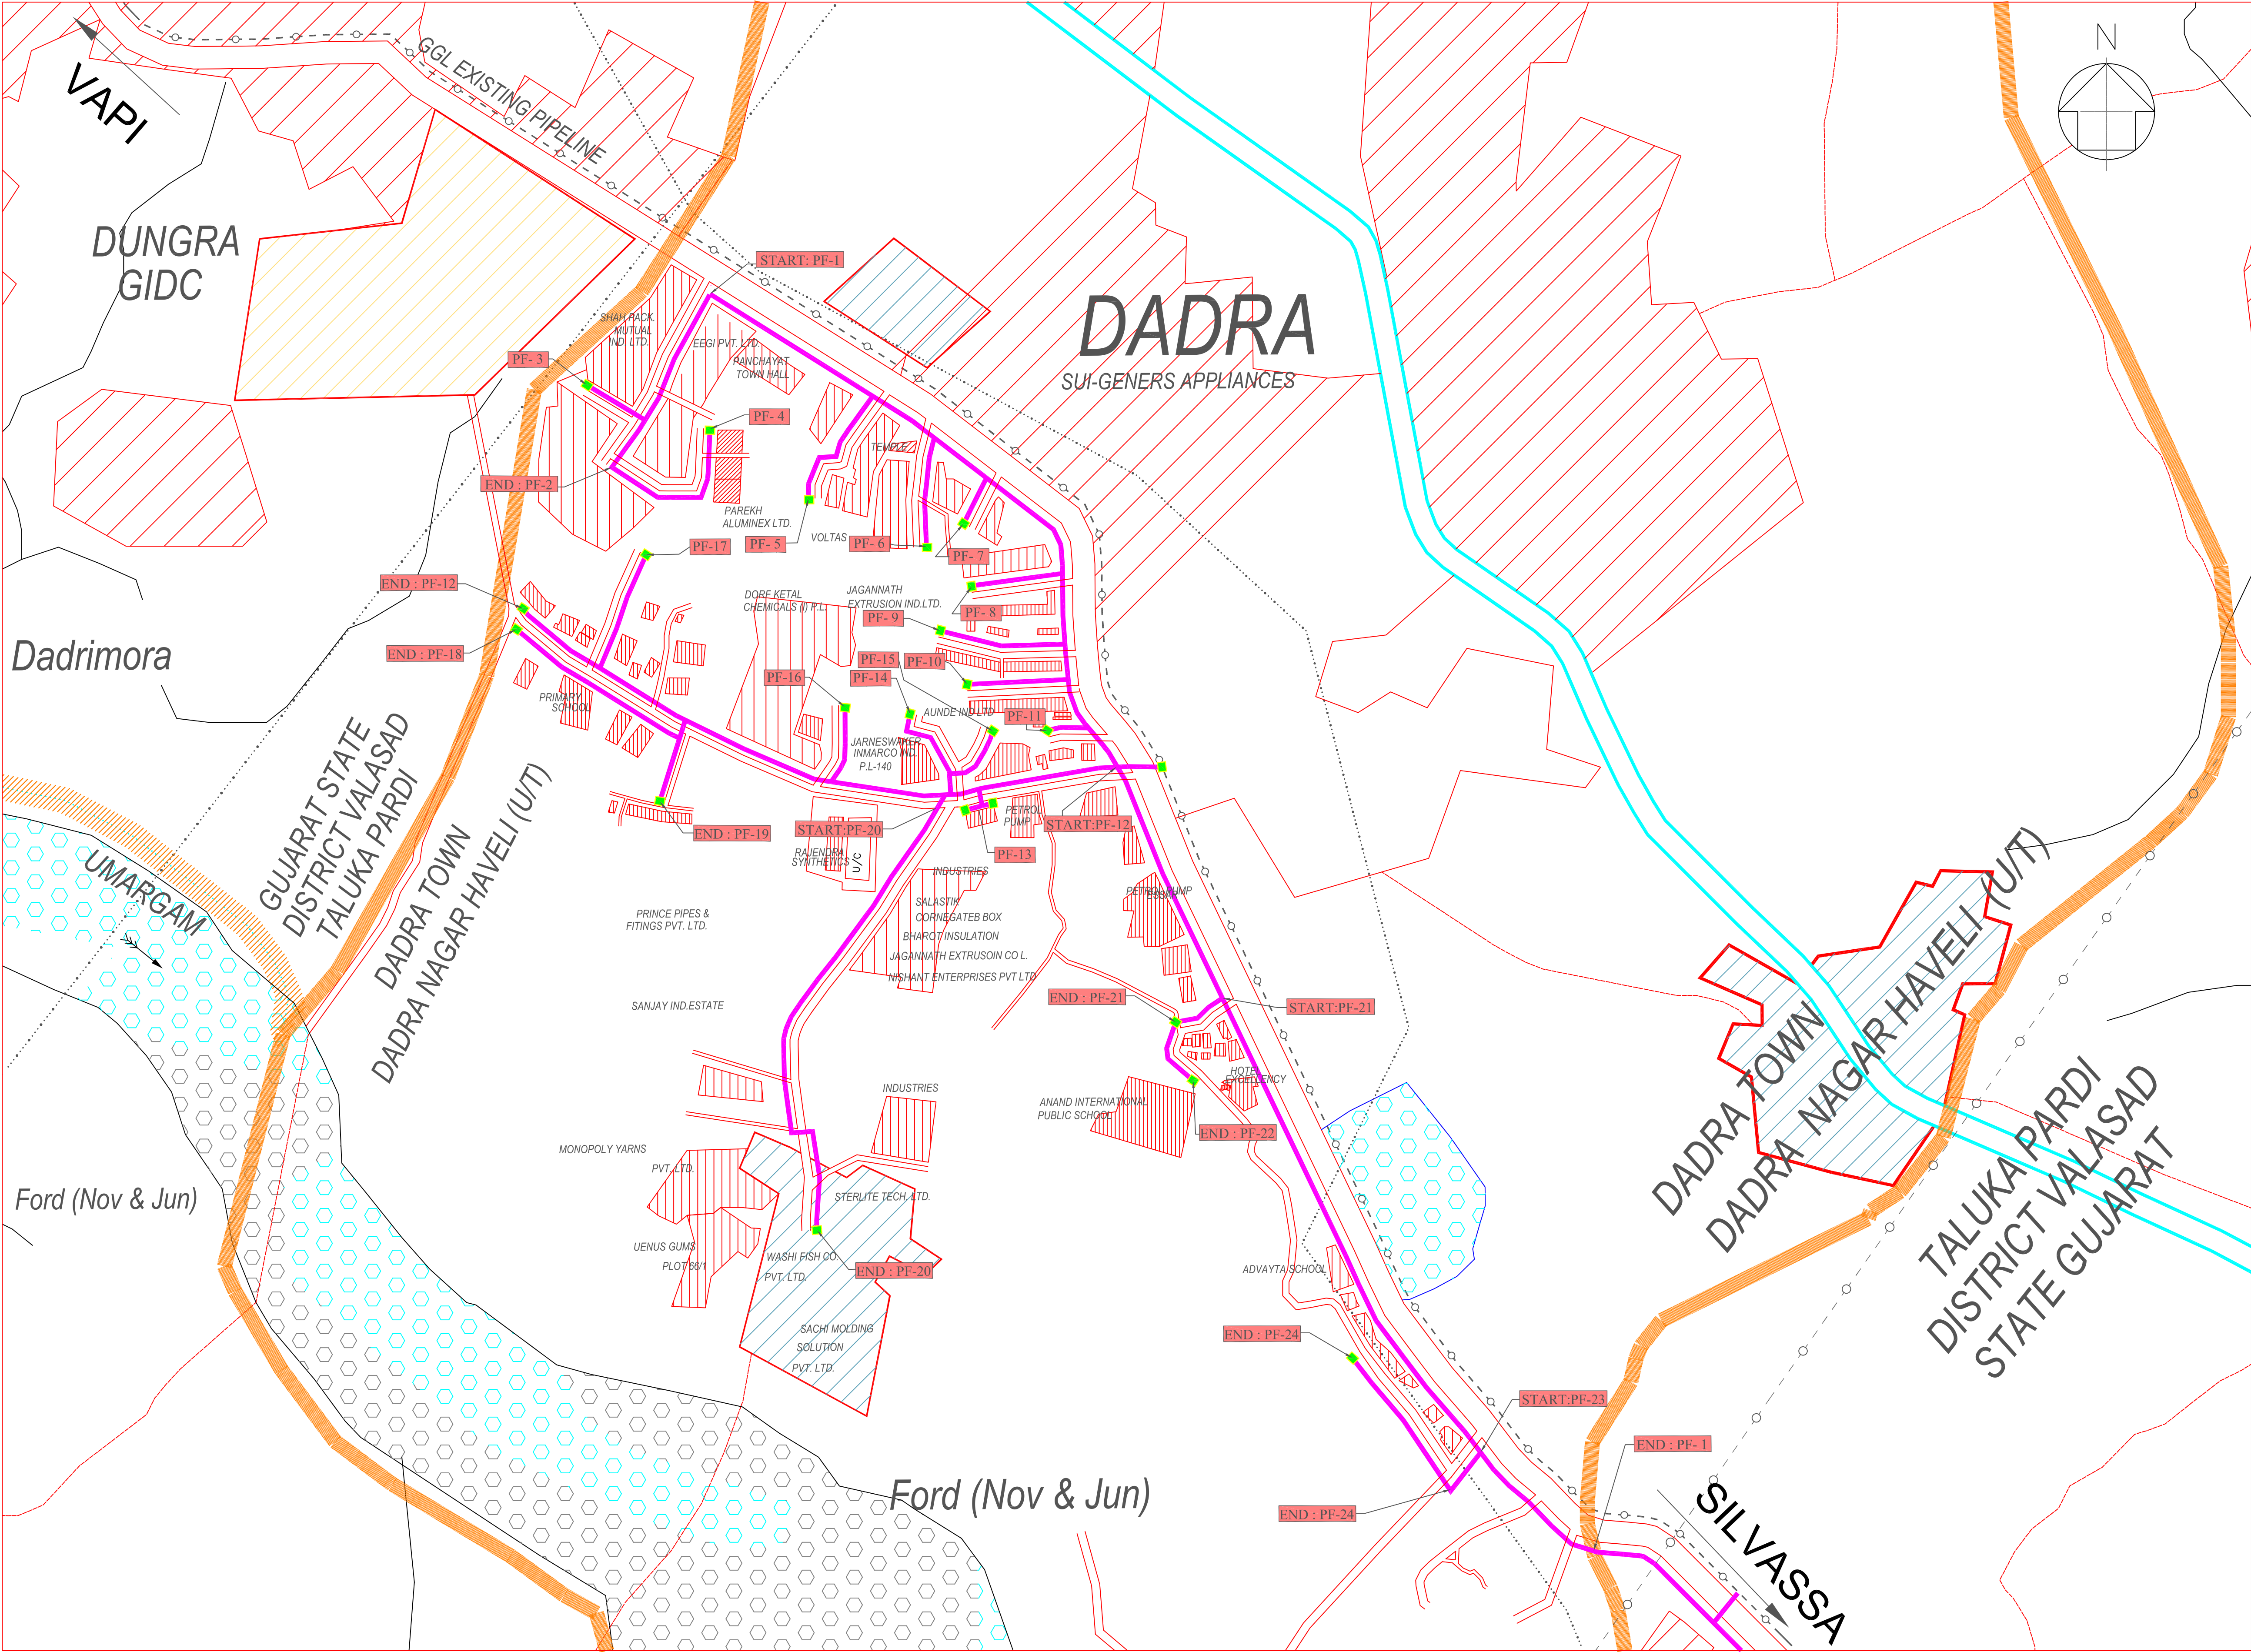 N
VAPI
GGL EXISTING PIPELINE
DUNGRA
GIDC
START: PF-1
DADRA
SUI-GENERS APPLIANCES
SHAH PACK.
MUTUAL
IND. LTD.
EEGI PVT. LTD.
PANCHAYAT
TOWN HALL
PF- 3
PF- 4
TEMPLE
END : PF-2
PAREKH
ALUMINEX LTD.
VOLTAS
PF-17
PF- 5
PF- 6
PF- 7
END : PF-12
DORF KETAL
CHEMICALS (I) P.L.
JAGANNATH
EXTRUSION IND.LTD.
PF- 8
PF- 9
Dadrimora
END : PF-18
PF-15
PF-10
PF-16
PF-14
PRIMARY
SCHOOL
AUNDE IND LTD
PF-11
JARNESWAKER
INMARCO IND.
P.L-140
GUJARAT STATE
DISTRICT VALASAD
TALUKA PARDI
DADRA TOWN
DADRA NAGAR HAVELI (U/T)
END : PF-19
START:PF-20
PETROL
PUMP
START:PF-12
PF-13
RAJENDRA
SYNTHETICS
U/C
UMARGAM
INDUSTRIES
PETROL PUMP
ESSAR
SALASTIK
CORNEGATEB BOX
PRINCE PIPES &
FITINGS PVT. LTD.
BHAROT INSULATION
JAGANNATH EXTRUSOIN CO L.
NISHANT ENTERPRISES PVT LTD
SANJAY IND.ESTATE
END : PF-21
START:PF-21
HOTEL
EXCELLENCY
INDUSTRIES
ANAND INTERNATIONAL
PUBLIC SCHOOL
END : PF-22
DADRA TOWN
DADRA NAGAR HAVELI (U/T)
TALUKA PARDI
DISTRICT VALASAD
STATE GUJARAT
MONOPOLY YARNS
PVT. LTD.
Ford (Nov & Jun)
STERLITE TECH. LTD.
UENUS GUMS
PLOT 66/1
WASHI FISH CO.
PVT. LTD.
END : PF-20
ADVAYTA SCHOOL
SACHI MOLDING
SOLUTION
PVT. LTD.
END : PF-24
START:PF-23
END : PF- 1
Ford (Nov & Jun)
END : PF-24
SILVASSA